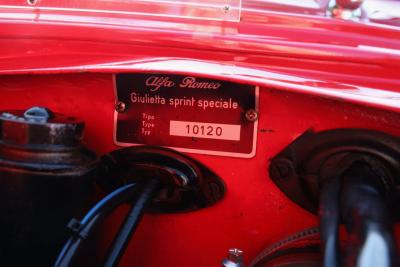 Alfa Romeo
Giulietta sprint speciale
Tipo
Type 10120
Typ